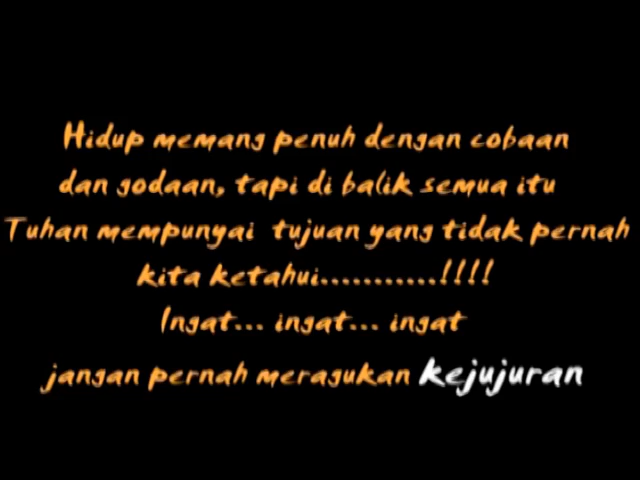 Hidup memang penuh dengan cobaan
dan godaan, tapi di balik semua itu
Tuhan mempunyai tujuan yang tidak pernah
kita ketahui...........!!!!
Ingat... ingat... ingat
jangan pernah meragukan kejujuran